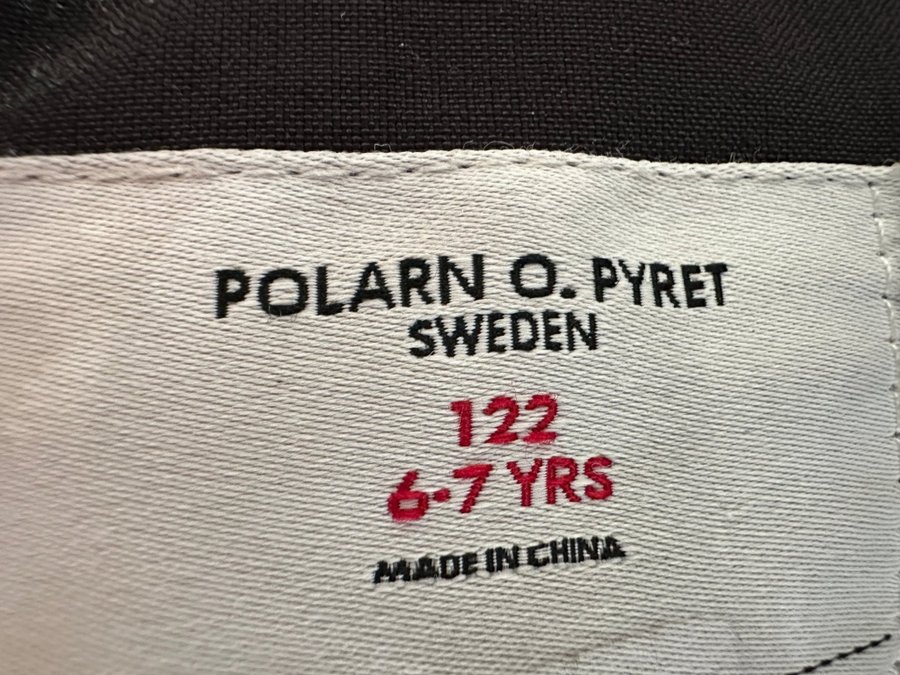 POLARN O. PYRET
SWEDEN
122
6-7 YRS
MADE IN CHINA